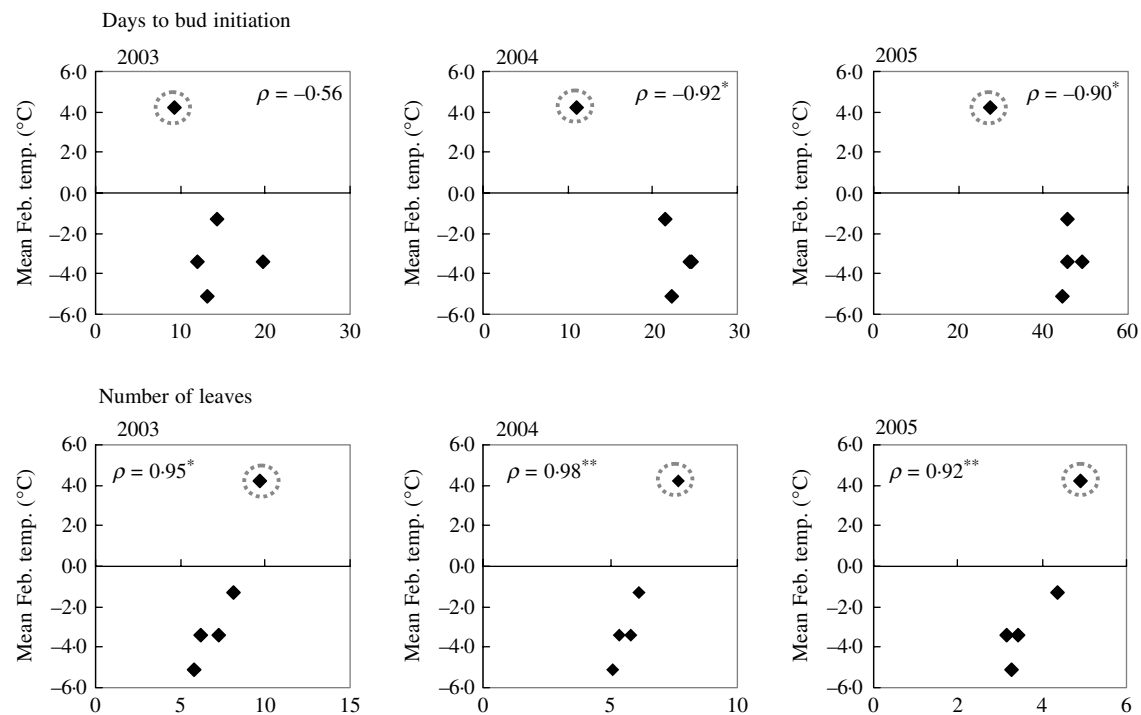 Days to bud initiation
2003
6·0
4·0
2·0
0·0
–2·0
–4·0
–6·0
Mean Feb. temp. (°C)
ρ = –0·56
0 10 20 30
2004
6·0
4·0
2·0
0·0
–2·0
–4·0
–6·0
Mean Feb. temp. (°C)
ρ = –0·92*
0 10 20 30
2005
6·0
4·0
2·0
0·0
–2·0
–4·0
–6·0
Mean Feb. temp. (°C)
ρ = –0·90*
0 20 40 60
Number of leaves
2003
6·0
4·0
2·0
0·0
–2·0
–4·0
–6·0
Mean Feb. temp. (°C)
ρ = 0·95*
0 5 10 15
2004
6·0
4·0
2·0
0·0
–2·0
–4·0
–6·0
Mean Feb. temp. (°C)
ρ = 0·98**
0 5 10
2005
6·0
4·0
2·0
0·0
–2·0
–4·0
–6·0
Mean Feb. temp. (°C)
ρ = 0·92**
0 2 4 6